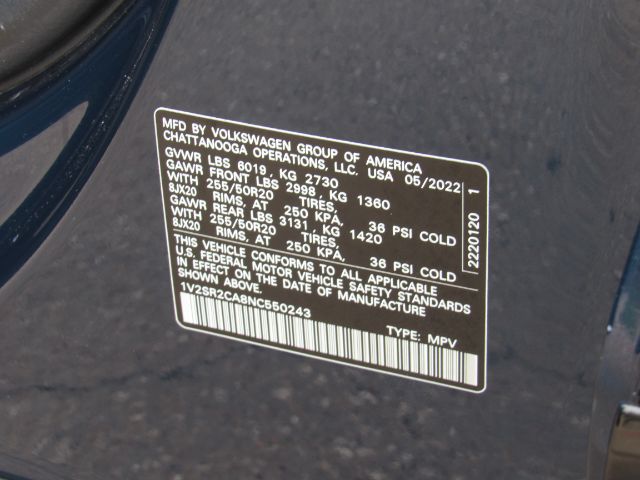 MFD BY VOLKSWAGEN GROUP OF AMERICA
CHATTANOOGA OPERATIONS, LLC. USA 05/2022
GVWR LBS 6019, KG 2730
GAWR FRONT LBS 2998, KG 1360
WITH 255/50R20 TIRES,
8JX20 RIMS, AT 250 KPA, 36 PSI COLD
GAWR REAR LBS 3131, KG 1420
WITH 255/50R20 TIRES,
8JX20 RIMS, AT 250 KPA, 36 PSI COLD
THIS VEHICLE CONFORMS TO ALL APPLICABLE
U.S. FEDERAL MOTOR VEHICLE SAFETY STANDARDS
IN EFFECT ON THE DATE OF MANUFACTURE
SHOWN ABOVE.
1V2SR2CA8NC550243
TYPE: MPV
2220120 1